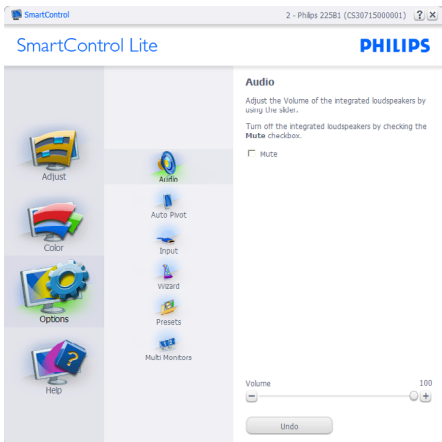 SmartControl
2 - Philips 225B1 (CS30715000001)
? X
SmartControl Lite
PHILIPS
Adjust
Color
Options
Help
Audio
Auto Pivot
Input
Wizard
Presets
Multi Monitors
Audio
Adjust the Volume of the integrated loudspeakers by
using the slider.
Turn off the integrated loudspeakers by checking the
Mute checkbox.
Mute
Volume 100
Undo